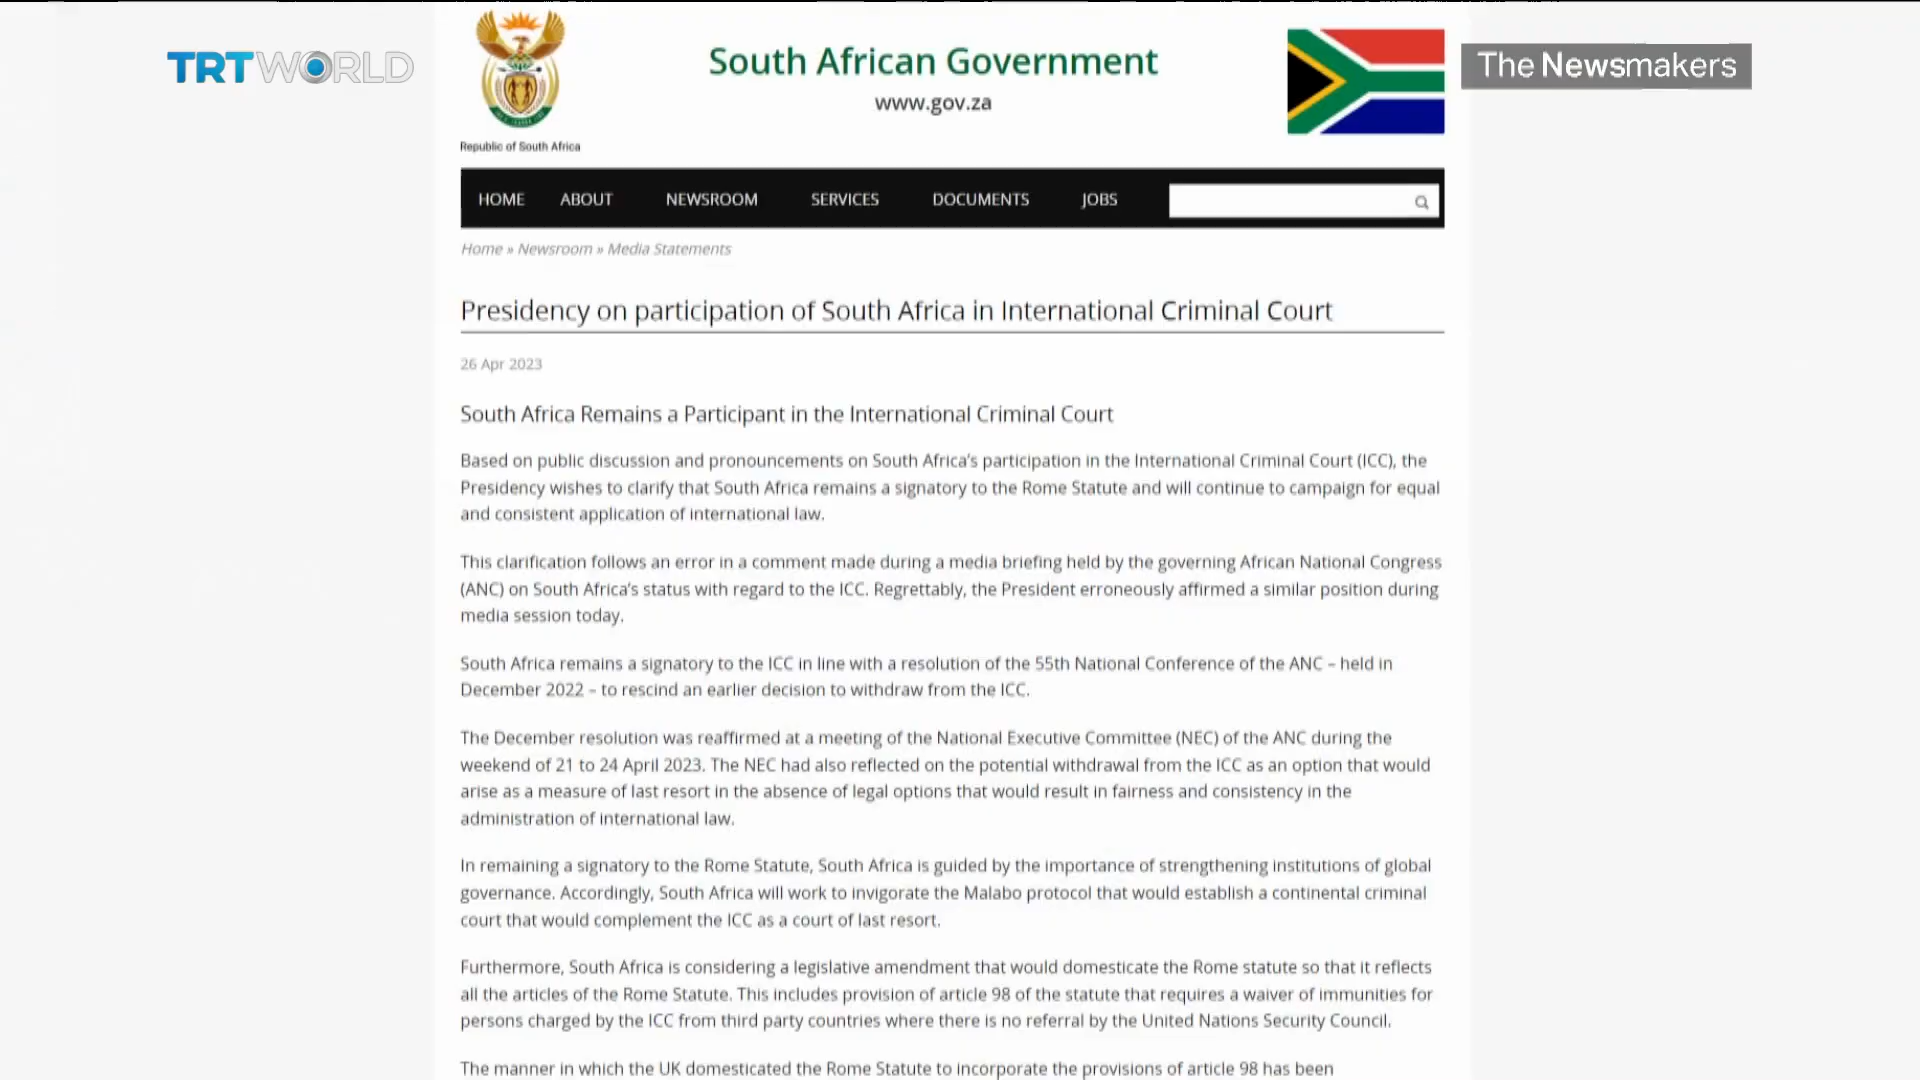 TRT WORLD
South African Government
www.gov.za
The Newsmakers
Republic of South Africa
HOME ABOUT NEWSROOM SERVICES DOCUMENTS JOBS
Home » Newsroom » Media Statements
Presidency on participation of South Africa in International Criminal Court
26 Apr 2023
South Africa Remains a Participant in the International Criminal Court
Based on public discussion and pronouncements on South Africa's participation in the International Criminal Court (ICC), the
Presidency wishes to clarify that South Africa remains a signatory to the Rome Statute and will continue to campaign for equal
and consistent application of international law.
This clarification follows an error in a comment made during a media briefing held by the governing African National Congress
(ANC) on South Africa's status with regard to the ICC. Regrettably, the President erroneously affirmed a similar position during
media session today.
South Africa remains a signatory to the ICC in line with a resolution of the 55th National Conference of the ANC – held in
December 2022 – to rescind an earlier decision to withdraw from the ICC.
The December resolution was reaffirmed at a meeting of the National Executive Committee (NEC) of the ANC during the
weekend of 21 to 24 April 2023. The NEC had also reflected on the potential withdrawal from the ICC as an option that would
arise as a measure of last resort in the absence of legal options that would result in fairness and consistency in the
administration of international law.
In remaining a signatory to the Rome Statute, South Africa is guided by the importance of strengthening institutions of global
governance. Accordingly, South Africa will work to invigorate the Malabo protocol that would establish a continental criminal
court that would complement the ICC as a court of last resort.
Furthermore, South Africa is considering a legislative amendment that would domesticate the Rome statute so that it reflects
all the articles of the Rome Statute. This includes provision of article 98 of the statute that requires a waiver of immunities for
persons charged by the ICC from third party countries where there is no referral by the United Nations Security Council.
The manner in which the UK domesticated the Rome Statute to incorporate the provisions of article 98 has been